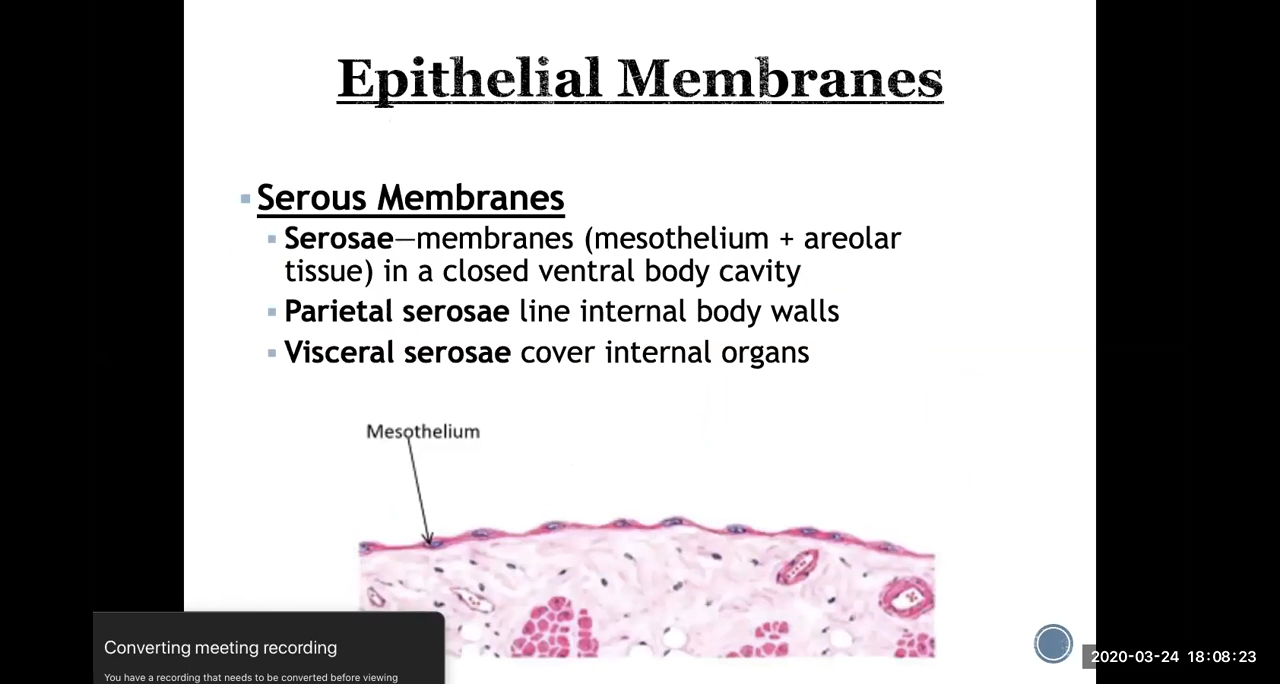 Epithelial Membranes
Serous Membranes
Serosae—membranes (mesothelium + areolar
tissue) in a closed ventral body cavity
Parietal serosae line internal body walls
Visceral serosae cover internal organs
Mesothelium
Converting meeting recording
You have a recording that needs to be converted before viewing
2020-03-24 18:08:23